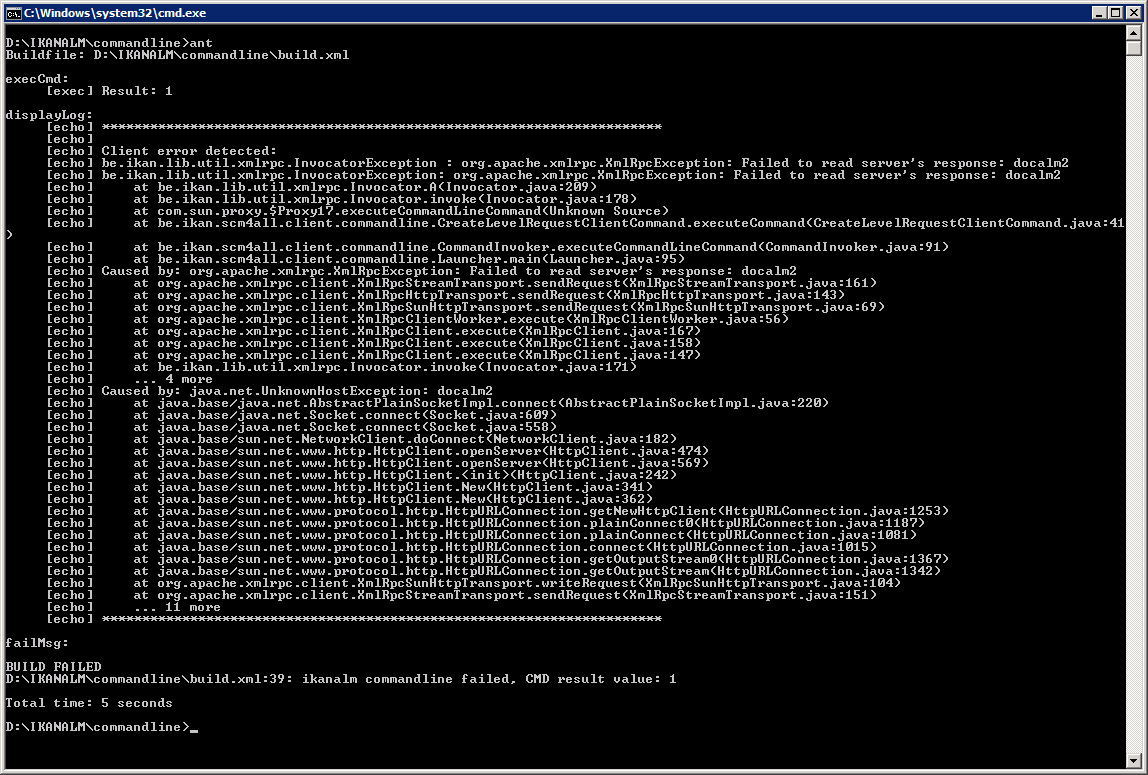 C:\Windows\system32\cmd.exe
D:\IKANALM\commandline>ant
Buildfile: D:\IKANALM\commandline\build.xml
execCmd:
[exec] Result: 1
displayLog:
[echo] **********************************************************************
[echo]
[echo] Client error detected:
[echo] be.ikan.lib.util.xmlrpc.InvocatorException : org.apache.xmlrpc.XmlRpcException: Failed to read server's response: docalm2
[echo] be.ikan.lib.util.xmlrpc.InvocatorException: org.apache.xmlrpc.XmlRpcException: Failed to read server's response: docalm2
[echo]     at be.ikan.lib.util.xmlrpc.Invocator.A(Invocator.java:209)
[echo]     at be.ikan.lib.util.xmlrpc.Invocator.invoke(Invocator.java:178)
[echo]     at com.sun.proxy.$Proxy17.executeCommandLineCommand(Unknown Source)
[echo]     at be.ikan.scm4all.client.commandline.CreateLevelRequestClientCommand.executeCommand(CreateLevelRequestClientCommand.java:41
)
[echo]     at be.ikan.scm4all.client.commandline.CommandInvoker.executeCommandLineCommand(CommandInvoker.java:91)
[echo]     at be.ikan.scm4all.client.commandline.Launcher.main(Launcher.java:95)
[echo] Caused by: org.apache.xmlrpc.XmlRpcException: Failed to read server's response: docalm2
[echo]     at org.apache.xmlrpc.client.XmlRpcStreamTransport.sendRequest(XmlRpcStreamTransport.java:161)
[echo]     at org.apache.xmlrpc.client.XmlRpcHttpTransport.sendRequest(XmlRpcHttpTransport.java:143)
[echo]     at org.apache.xmlrpc.client.XmlRpcSunHttpTransport.sendRequest(XmlRpcSunHttpTransport.java:69)
[echo]     at org.apache.xmlrpc.client.XmlRpcClientWorker.execute(XmlRpcClientWorker.java:56)
[echo]     at org.apache.xmlrpc.client.XmlRpcClient.execute(XmlRpcClient.java:167)
[echo]     at org.apache.xmlrpc.client.XmlRpcClient.execute(XmlRpcClient.java:158)
[echo]     at org.apache.xmlrpc.client.XmlRpcClient.execute(XmlRpcClient.java:147)
[echo]     at be.ikan.lib.util.xmlrpc.Invocator.invoke(Invocator.java:171)
[echo]     ... 4 more
[echo] Caused by: java.net.UnknownHostException: docalm2
[echo]     at java.base/java.net.AbstractPlainSocketImpl.connect(AbstractPlainSocketImpl.java:220)
[echo]     at java.base/java.net.Socket.connect(Socket.java:609)
[echo]     at java.base/java.net.Socket.connect(Socket.java:558)
[echo]     at java.base/sun.net.NetworkClient.doConnect(NetworkClient.java:182)
[echo]     at java.base/sun.net.www.http.HttpClient.openServer(HttpClient.java:474)
[echo]     at java.base/sun.net.www.http.HttpClient.openServer(HttpClient.java:569)
[echo]     at java.base/sun.net.www.http.HttpClient.<init>(HttpClient.java:242)
[echo]     at java.base/sun.net.www.http.HttpClient.New(HttpClient.java:341)
[echo]     at java.base/sun.net.www.http.HttpClient.New(HttpClient.java:362)
[echo]     at java.base/sun.net.www.protocol.http.HttpURLConnection.getNewHttpClient(HttpURLConnection.java:1253)
[echo]     at java.base/sun.net.www.protocol.http.HttpURLConnection.plainConnect0(HttpURLConnection.java:1187)
[echo]     at java.base/sun.net.www.protocol.http.HttpURLConnection.plainConnect(HttpURLConnection.java:1081)
[echo]     at java.base/sun.net.www.protocol.http.HttpURLConnection.connect(HttpURLConnection.java:1015)
[echo]     at java.base/sun.net.www.protocol.http.HttpURLConnection.getOutputStream0(HttpURLConnection.java:1367)
[echo]     at java.base/sun.net.www.protocol.http.HttpURLConnection.getOutputStream(HttpURLConnection.java:1342)
[echo]     at org.apache.xmlrpc.client.XmlRpcSunHttpTransport.writeRequest(XmlRpcSunHttpTransport.java:104)
[echo]     at org.apache.xmlrpc.client.XmlRpcStreamTransport.sendRequest(XmlRpcStreamTransport.java:151)
[echo]     ... 11 more
[echo] **********************************************************************
failMsg:
BUILD FAILED
D:\IKANALM\commandline\build.xml:39: ikanalm commandline failed, CMD result value: 1
Total time: 5 seconds
D:\IKANALM\commandline>_